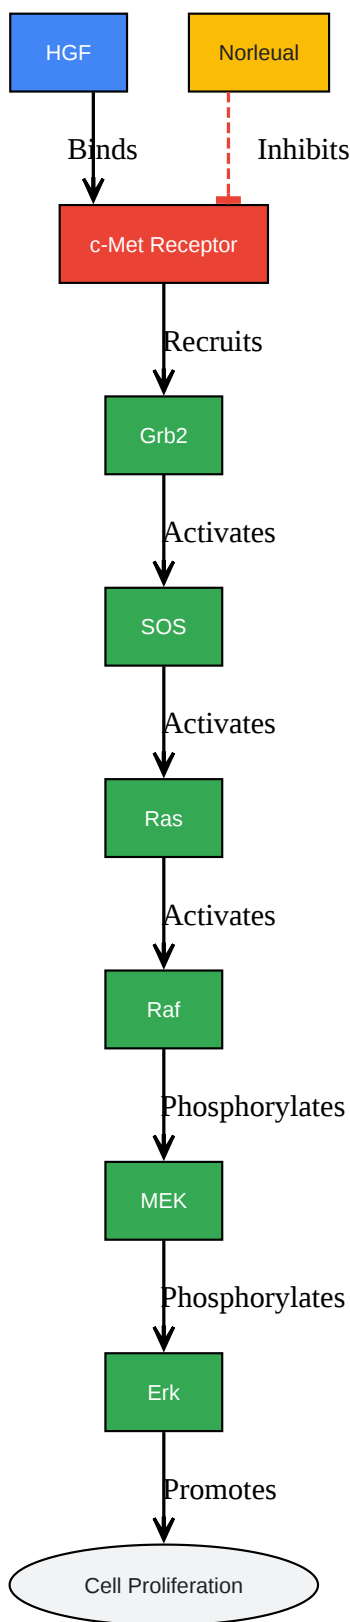 HGF
Norleual
Binds
Inhibits
c-Met Receptor
Recruits
Grb2
Activates
SOS
Activates
Ras
Activates
Raf
Phosphorylates
MEK
Phosphorylates
Erk
Promotes
Cell Proliferation